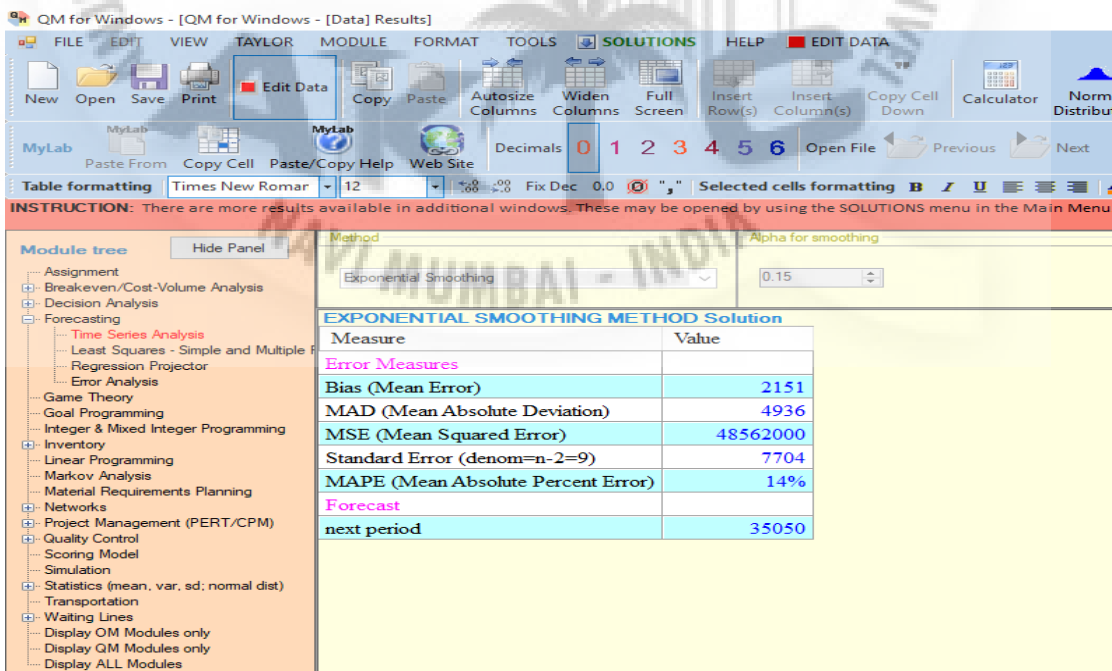 QM for Windows - [QM for Windows - [Data] Results]
FILE EDIT VIEW TAYLOR MODULE FORMAT TOOLS SOLUTIONS HELP EDIT DATA
New Open Save Print Edit Data Copy Paste Autosize Columns Widen Columns Full Screen Insert Row(s) Insert Column(s) Copy Cell Down Calculator Norm Distribut
MyLab MyLab Paste From Copy Cell MyLab Paste/Copy Help Web Site Decimals 0 1 2 3 4 5 6 Open File Previous Next
Table formatting Times New Romar 12 Fix Dec 0.0 "," Selected cells formatting B I U
INSTRUCTION: There are more results available in additional windows. These may be opened by using the SOLUTIONS menu in the Main Menu
Module tree Hide Panel
Assignment
Breakeven/Cost-Volume Analysis
Decision Analysis
Forecasting
Time Series Analysis
Least Squares - Simple and Multiple R
Regression Projector
Error Analysis
Game Theory
Goal Programming
Integer & Mixed Integer Programming
Inventory
Linear Programming
Markov Analysis
Material Requirements Planning
Networks
Project Management (PERT/CPM)
Quality Control
Scoring Model
Simulation
Statistics (mean, var, sd; normal dist)
Transportation
Waiting Lines
Display OM Modules only
Display QM Modules only
Display ALL Modules
Method
Exponential Smoothing
Alpha for smoothing
0.15
EXPONENTIAL SMOOTHING METHOD Solution
Measure Value
Error Measures
Bias (Mean Error) 2151
MAD (Mean Absolute Deviation) 4936
MSE (Mean Squared Error) 48562000
Standard Error (denom=n-2=9) 7704
MAPE (Mean Absolute Percent Error) 14%
Forecast
next period 35050
NAVI MUMBAI - INDIA